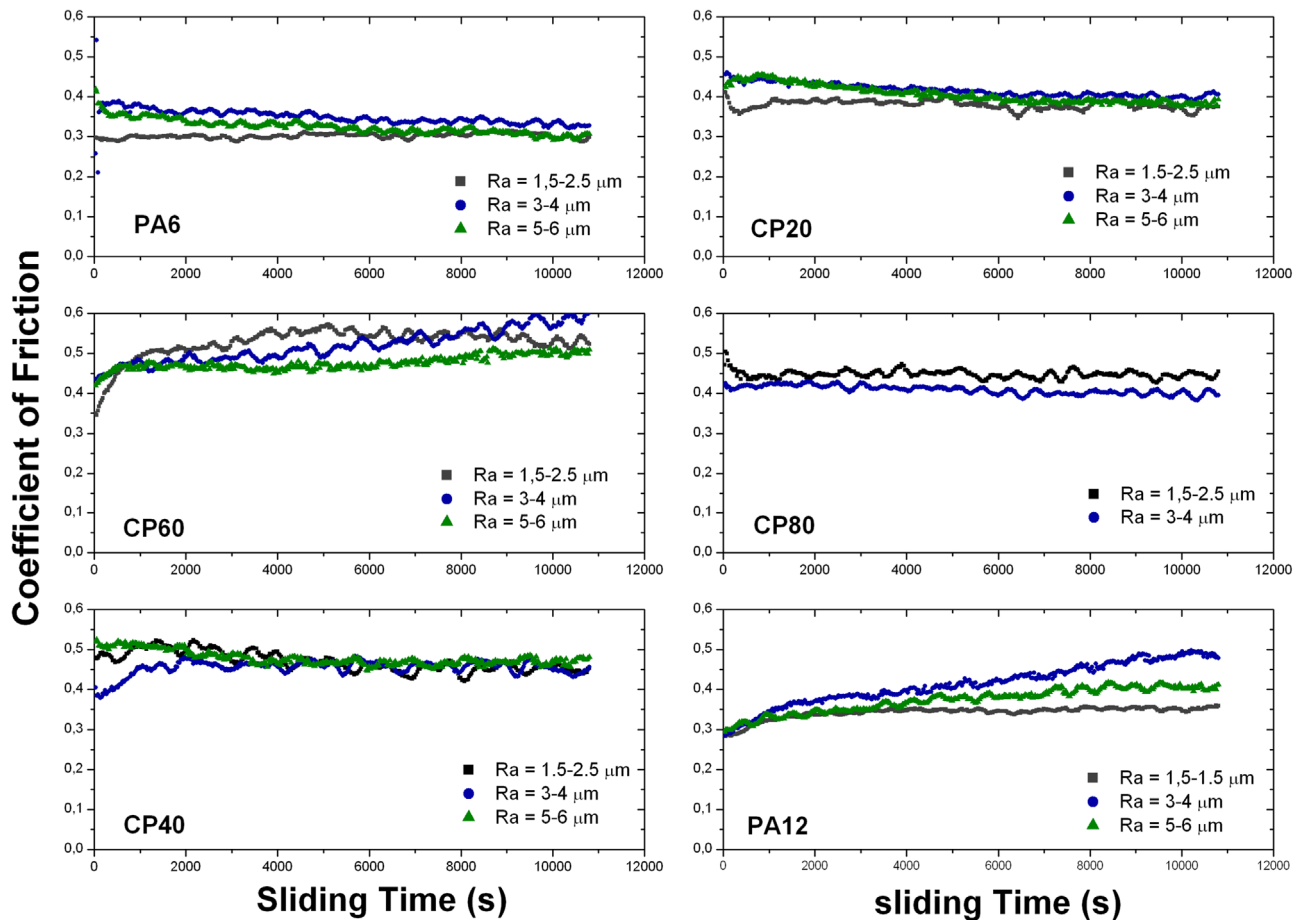 Coefficient of Friction
0,6
0,5
0,4
0,3
0,2
0,1
0,0
0 2000 4000 6000 8000 10000 12000
Ra = 1,5-2.5 μm
Ra = 3-4 μm
Ra = 5-6 μm
PA6
0,6
0,5
0,4
0,3
0,2
0,1
0,0
0 2000 4000 6000 8000 10000 12000
Ra = 1.5-2.5 μm
Ra = 3-4 μm
Ra = 5-6 μm
CP20
0,6
0,5
0,4
0,3
0,2
0,1
0,0
0 2000 4000 6000 8000 10000 12000
Ra = 1,5-2.5 μm
Ra = 3-4 μm
Ra = 5-6 μm
CP60
0,6
0,5
0,4
0,3
0,2
0,1
0,0
0 2000 4000 6000 8000 10000 12000
Ra = 1,5-2.5 μm
Ra = 3-4 μm
CP80
0,6
0,5
0,4
0,3
0,2
0,1
0,0
0 2000 4000 6000 8000 10000 12000
Ra = 1.5-2.5 μm
Ra = 3-4 μm
Ra = 5-6 μm
CP40
Sliding Time (s)
0,6
0,5
0,4
0,3
0,2
0,1
0,0
0 2000 4000 6000 8000 10000 12000
Ra = 1,5-1.5 μm
Ra = 3-4 μm
Ra = 5-6 μm
PA12
sliding Time (s)